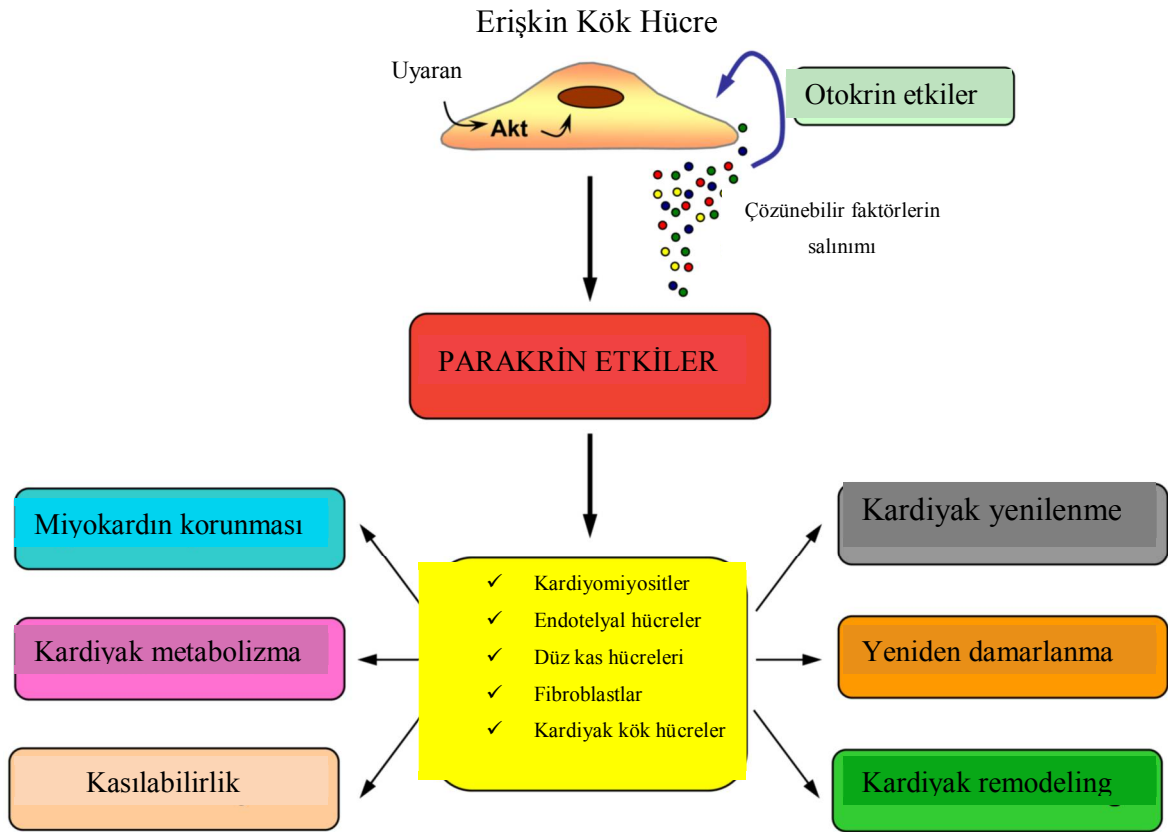 Erişkin Kök Hücre
Uyaran
Akt
Otokrin etkiler
Çözünebilir faktörlerin
salınımı
PARAKRİN ETKİLER
Miyokardın korunması
Kardiyak metabolizma
Kasılabilirlik
✓ Kardiyomiyositler
✓ Endotelyal hücreler
✓ Düz kas hücreleri
✓ Fibroblastlar
✓ Kardiyak kök hücreler
Kardiyak yenilenme
Yeniden damarlanma
Kardiyak remodeling